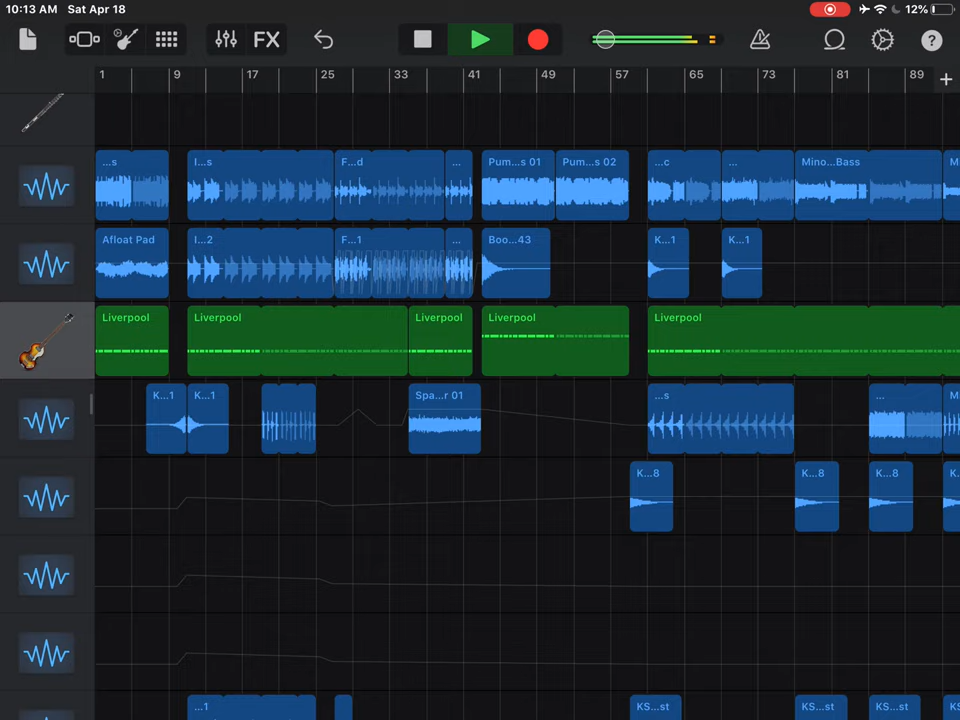 10:13 AM Sat Apr 18
12%
FX
?
1 9 17 25 33 41 49 57 65 73 81 89 +
...s I...s F...d ... Pum...s 01 Pum...s 02 ...c ... Mino...Bass M
Afloat Pad I...2 F...1 ... Boo...43 K...1 K...1
Liverpool Liverpool Liverpool Liverpool Liverpool
K...1 K...1 Spa...r 01 ...s ... M
K...8 K...8 K...8 K.
...1 KS...st KS...st KS...st KS